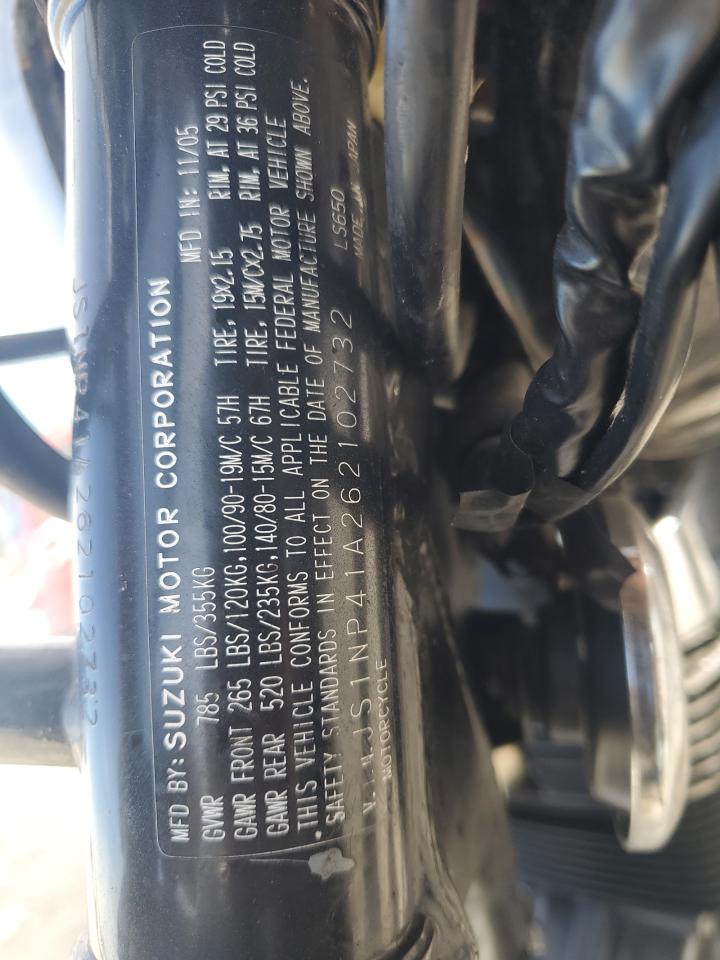 MFD BY: SUZUKI MOTOR CORPORATION MFD IN: 11/05
GVWR 785 LBS/355KG
GAWR FRONT 265 LBS/120KG,100/90-19M/C 57H TIRE, 19x2.15 RIM, AT 29 PSI COLD
GAWR REAR 520 LBS/235KG,140/80-15M/C 67H TIRE, 15M/Cx2.75 RIM, AT 36 PSI COLD
THIS VEHICLE CONFORMS TO ALL APPLICABLE FEDERAL MOTOR VEHICLE
SAFETY STANDARDS IN EFFECT ON THE DATE OF MANUFACTURE SHOWN ABOVE.
V.I.N. JS1NP41A262102732 LS650
MOTORCYCLE MADE IN JAPAN
JS1NP41A262102732